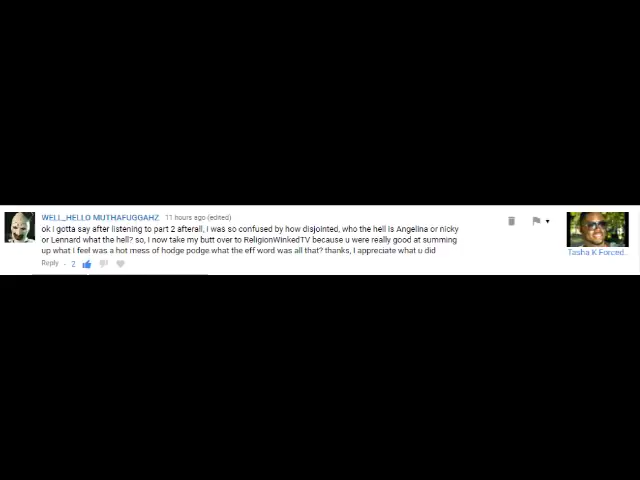 WELL_HELLO MUTHAFUGGAHZ 11 hours ago (edited)
ok I gotta say after listening to part 2 afterall, I was so confused by how disjointed, who the hell is Angelina or nicky
or Lennard what the hell? so, I now take my butt over to ReligionWinkedTV because u were really good at summing
up what I feel was a hot mess of hodge podge.what the eff word was all that? thanks, I appreciate what u did
Reply · 2
Tasha K Forced..